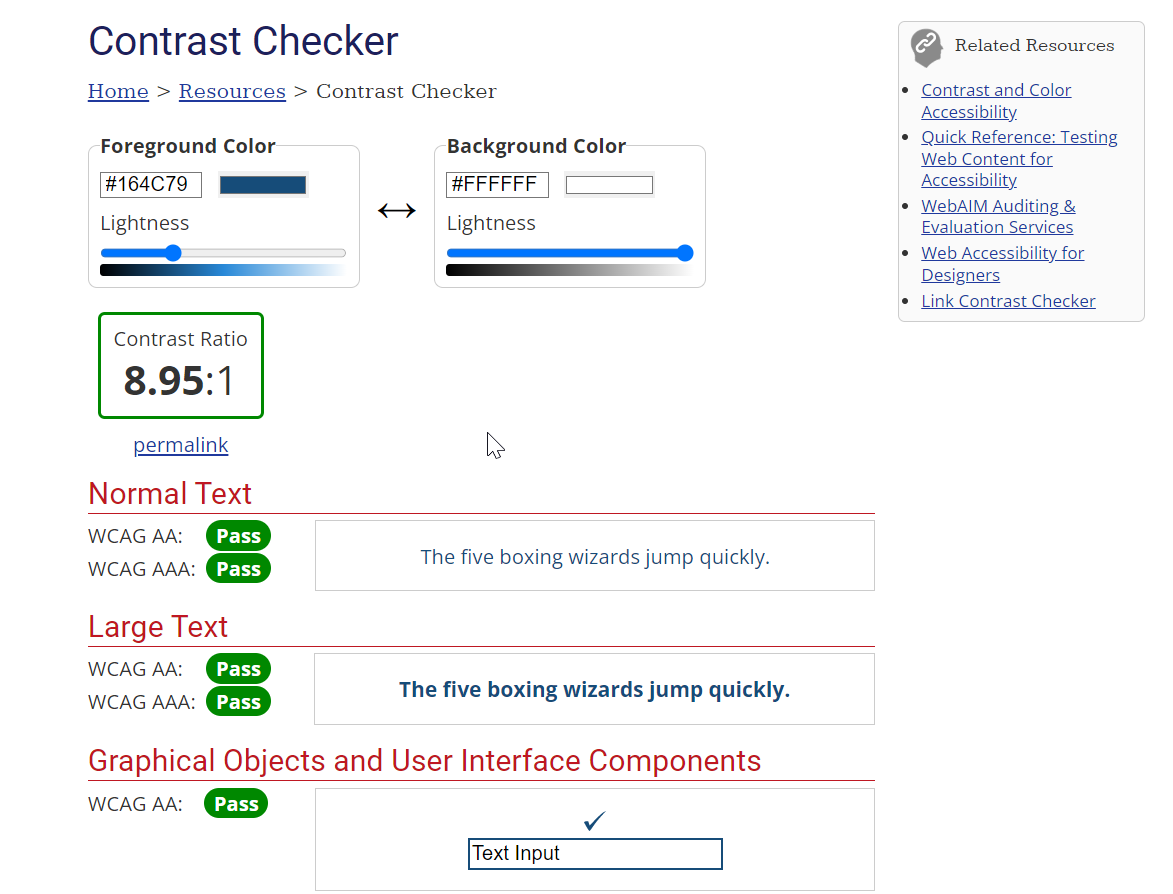 Contrast Checker
Home > Resources > Contrast Checker
Foreground Color
#164C79
Lightness
Background Color
#FFFFFF
Lightness
Contrast Ratio
8.95:1
permalink
Normal Text
WCAG AA: Pass
WCAG AAA: Pass
The five boxing wizards jump quickly.
Large Text
WCAG AA: Pass
WCAG AAA: Pass
The five boxing wizards jump quickly.
Graphical Objects and User Interface Components
WCAG AA: Pass
Text Input
Related Resources
Contrast and Color
Accessibility
Quick Reference: Testing
Web Content for
Accessibility
WebAIM Auditing &
Evaluation Services
Web Accessibility for
Designers
Link Contrast Checker